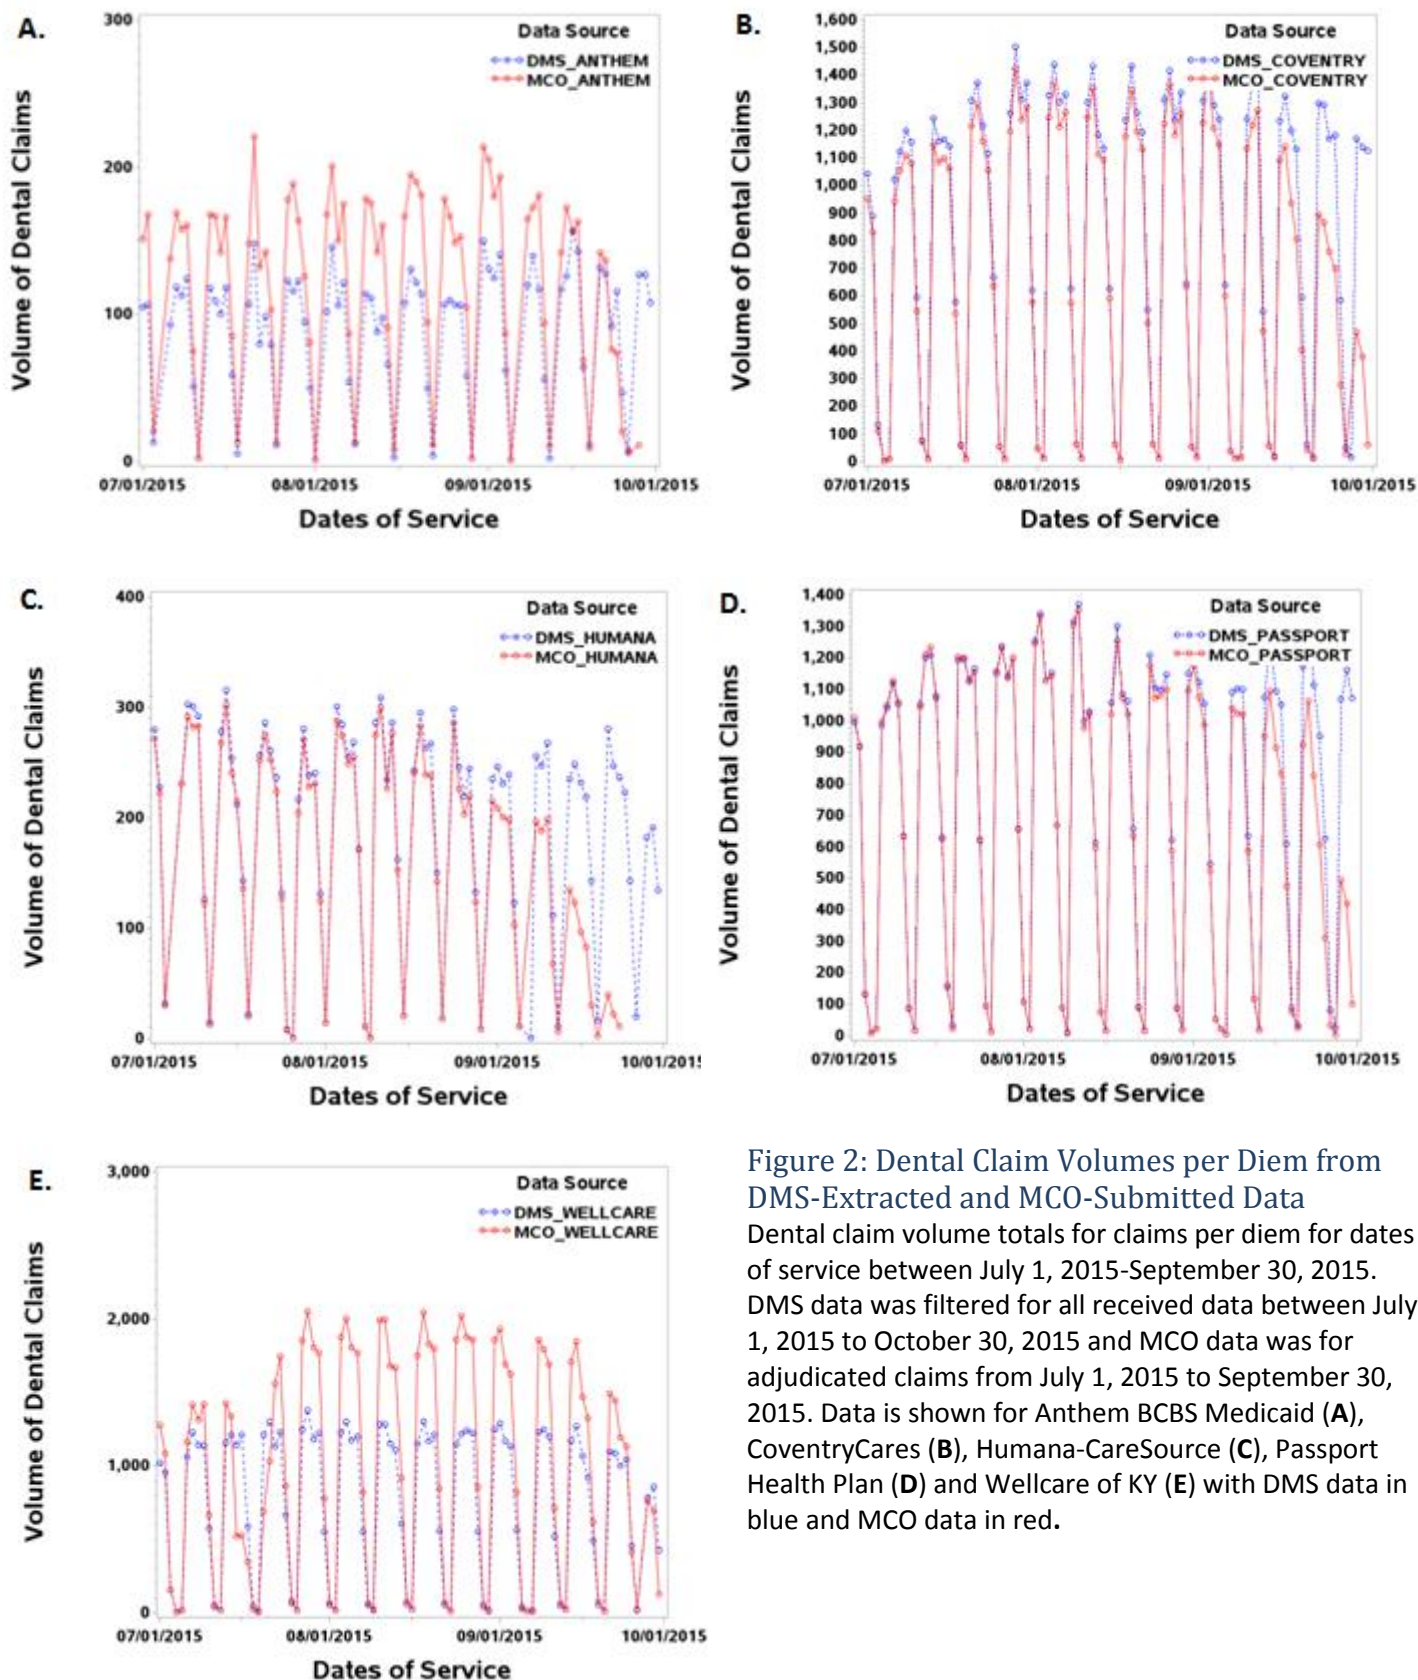 A.
300
200
100
0
Volume of Dental Claims
Data Source
DMS_ANTHEM
MCO_ANTHEM
07/01/2015 08/01/2015 09/01/2015 10/01/2015
Dates of Service
B.
1,600
1,500
1,400
1,300
1,200
1,100
1,000
900
800
700
600
500
400
300
200
100
0
Volume of Dental Claims
Data Source
DMS_COVENTRY
MCO_COVENTRY
07/01/2015 08/01/2015 09/01/2015 10/01/2015
Dates of Service
C.
400
300
200
100
0
Volume of Dental Claims
Data Source
DMS_HUMANA
MCO_HUMANA
07/01/2015 08/01/2015 09/01/2015 10/01/2015
Dates of Service
D.
1,400
1,300
1,200
1,100
1,000
900
800
700
600
500
400
300
200
100
0
Volume of Dental Claims
Data Source
DMS_PASSPORT
MCO_PASSPORT
07/01/2015 08/01/2015 09/01/2015 10/01/2015
Dates of Service
E.
3,000
2,000
1,000
0
Volume of Dental Claims
Data Source
DMS_WELLCARE
MCO_WELLCARE
07/01/2015 08/01/2015 09/01/2015 10/01/2015
Dates of Service
Figure 2: Dental Claim Volumes per Diem from
DMS-Extracted and MCO-Submitted Data
Dental claim volume totals for claims per diem for dates
of service between July 1, 2015-September 30, 2015.
DMS data was filtered for all received data between July
1, 2015 to October 30, 2015 and MCO data was for
adjudicated claims from July 1, 2015 to September 30,
2015. Data is shown for Anthem BCBS Medicaid (A),
CoventryCares (B), Humana-CareSource (C), Passport
Health Plan (D) and Wellcare of KY (E) with DMS data in
blue and MCO data in red.